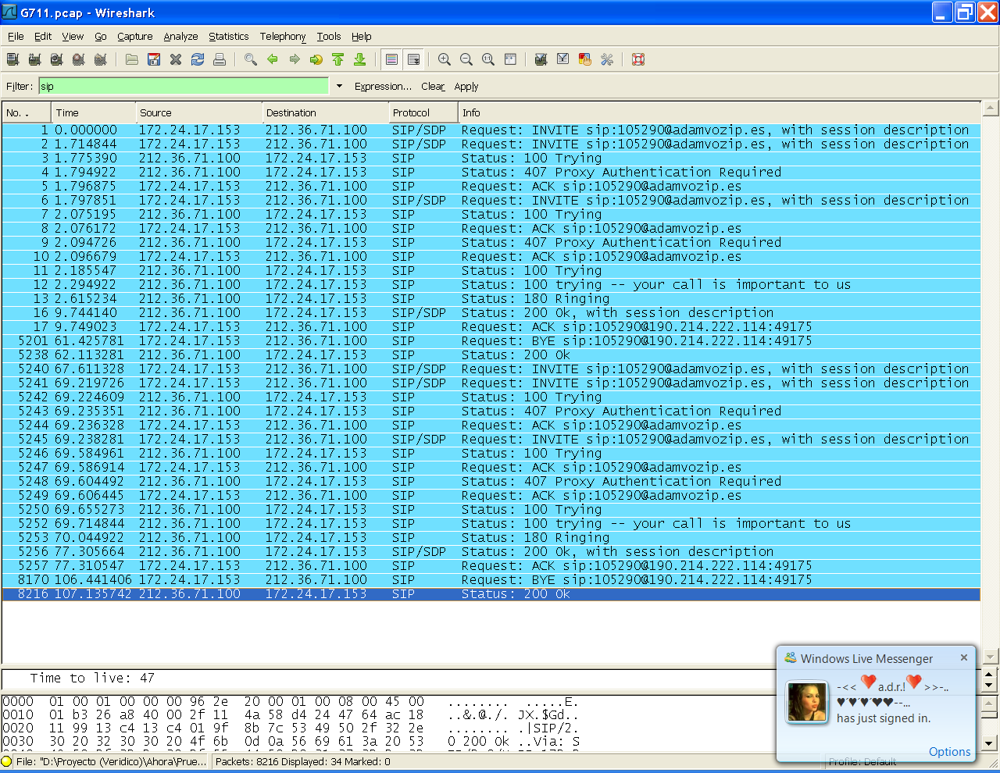 G711.pcap - Wireshark
File Edit View Go Capture Analyze Statistics Telephony Tools Help
Filter: sip Expression... Clear Apply
No. . Time Source Destination Protocol Info
1 0.000000 172.24.17.153 212.36.71.100 SIP/SDP Request: INVITE sip:105290@adamvozip.es, with session description
2 1.714844 172.24.17.153 212.36.71.100 SIP/SDP Request: INVITE sip:105290@adamvozip.es, with session description
3 1.775390 212.36.71.100 172.24.17.153 SIP Status: 100 Trying
4 1.794922 212.36.71.100 172.24.17.153 SIP Status: 407 Proxy Authentication Required
5 1.796875 172.24.17.153 212.36.71.100 SIP Request: ACK sip:105290@adamvozip.es
6 1.797851 172.24.17.153 212.36.71.100 SIP/SDP Request: INVITE sip:105290@adamvozip.es, with session description
7 2.075195 212.36.71.100 172.24.17.153 SIP Status: 100 Trying
8 2.076172 172.24.17.153 212.36.71.100 SIP Request: ACK sip:105290@adamvozip.es
9 2.094726 212.36.71.100 172.24.17.153 SIP Status: 407 Proxy Authentication Required
10 2.096679 172.24.17.153 212.36.71.100 SIP Request: ACK sip:105290@adamvozip.es
11 2.185547 212.36.71.100 172.24.17.153 SIP Status: 100 Trying
12 2.294922 212.36.71.100 172.24.17.153 SIP Status: 100 trying -- your call is important to us
13 2.615234 212.36.71.100 172.24.17.153 SIP Status: 180 Ringing
16 9.744140 212.36.71.100 172.24.17.153 SIP/SDP Status: 200 Ok, with session description
17 9.749023 172.24.17.153 212.36.71.100 SIP Request: ACK sip:105290@190.214.222.114:49175
5201 61.425781 172.24.17.153 212.36.71.100 SIP Request: BYE sip:105290@190.214.222.114:49175
5238 62.113281 212.36.71.100 172.24.17.153 SIP Status: 200 Ok
5240 67.611328 172.24.17.153 212.36.71.100 SIP/SDP Request: INVITE sip:105290@adamvozip.es, with session description
5241 69.219726 172.24.17.153 212.36.71.100 SIP/SDP Request: INVITE sip:105290@adamvozip.es, with session description
5242 69.224609 212.36.71.100 172.24.17.153 SIP Status: 100 Trying
5243 69.235351 212.36.71.100 172.24.17.153 SIP Status: 407 Proxy Authentication Required
5244 69.236328 172.24.17.153 212.36.71.100 SIP Request: ACK sip:105290@adamvozip.es
5245 69.238281 172.24.17.153 212.36.71.100 SIP/SDP Request: INVITE sip:105290@adamvozip.es, with session description
5246 69.584961 212.36.71.100 172.24.17.153 SIP Status: 100 Trying
5247 69.586914 172.24.17.153 212.36.71.100 SIP Request: ACK sip:105290@adamvozip.es
5248 69.604492 212.36.71.100 172.24.17.153 SIP Status: 407 Proxy Authentication Required
5249 69.606445 172.24.17.153 212.36.71.100 SIP Request: ACK sip:105290@adamvozip.es
5250 69.655273 212.36.71.100 172.24.17.153 SIP Status: 100 Trying
5252 69.714844 212.36.71.100 172.24.17.153 SIP Status: 100 trying -- your call is important to us
5253 70.044922 212.36.71.100 172.24.17.153 SIP Status: 180 Ringing
5256 77.305664 212.36.71.100 172.24.17.153 SIP/SDP Status: 200 Ok, with session description
5257 77.310547 172.24.17.153 212.36.71.100 SIP Request: ACK sip:105290@190.214.222.114:49175
8170 106.441406 172.24.17.153 212.36.71.100 SIP Request: BYE sip:105290@190.214.222.114:49175
8216 107.135742 212.36.71.100 172.24.17.153 SIP Status: 200 Ok
Time to live: 47
0000 01 00 01 00 00 00 96 2e 20 00 01 00 08 00 45 00 ........ .....E.
0010 01 b3 26 a8 40 00 2f 11 4a 58 d4 24 47 64 ac 18 ..&.@./. JX.$Gd..
0020 11 99 13 c4 13 c4 01 9f 8b 7c 53 49 50 2f 32 2e ........ .|SIP/2.
0030 30 20 32 30 30 20 4f 6b 0d 0a 56 69 61 3a 20 53 0 200 Ok ..Via: S
Windows Live Messenger
-<< ❤ a.d.r.! ❤ >>-..
♥´♥´♥´♥♥--...
has just signed in.
Options
File: "D:\Proyecto (Veridico)\Ahora\Prue... Packets: 8216 Displayed: 34 Marked: 0 Profile: Default